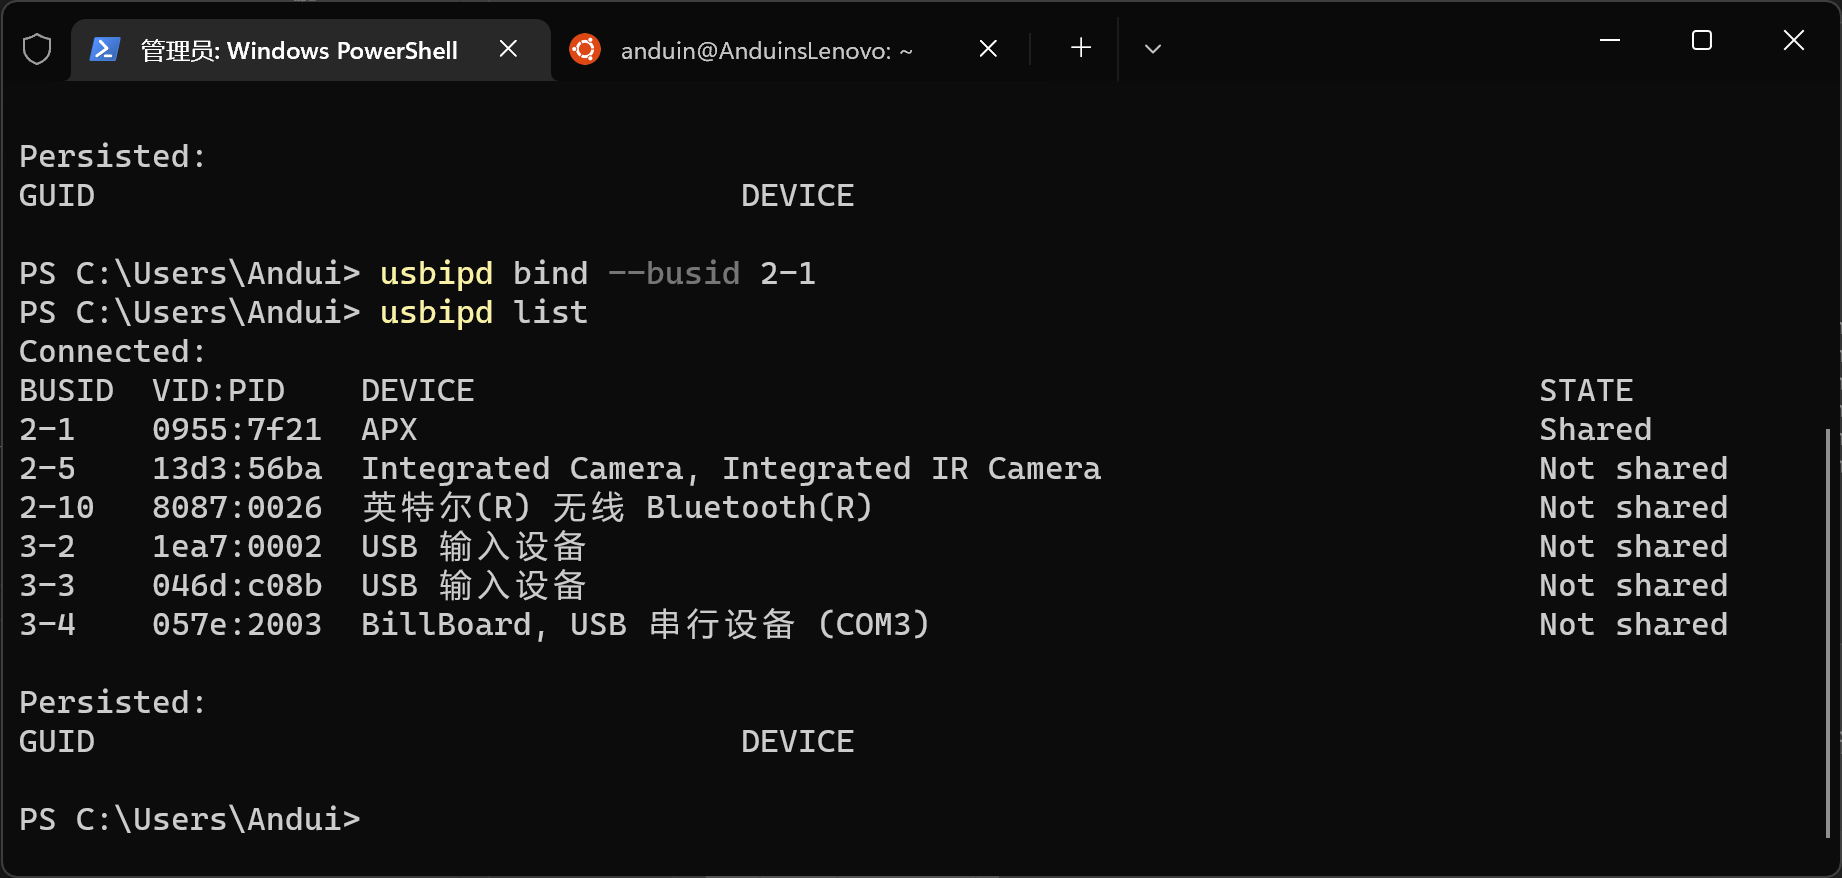 管理员: Windows PowerShell
anduin@AnduinsLenovo: ~
Persisted:
GUID DEVICE
PS C:\Users\Andui> usbipd bind --busid 2-1
PS C:\Users\Andui> usbipd list
Connected:
BUSID VID:PID DEVICE STATE
2-1 0955:7f21 APX Shared
2-5 13d3:56ba Integrated Camera, Integrated IR Camera Not shared
2-10 8087:0026 英特尔(R) 无线 Bluetooth(R) Not shared
3-2 1ea7:0002 USB 输入设备 Not shared
3-3 046d:c08b USB 输入设备 Not shared
3-4 057e:2003 BillBoard, USB 串行设备 (COM3) Not shared
Persisted:
GUID DEVICE
PS C:\Users\Andui>